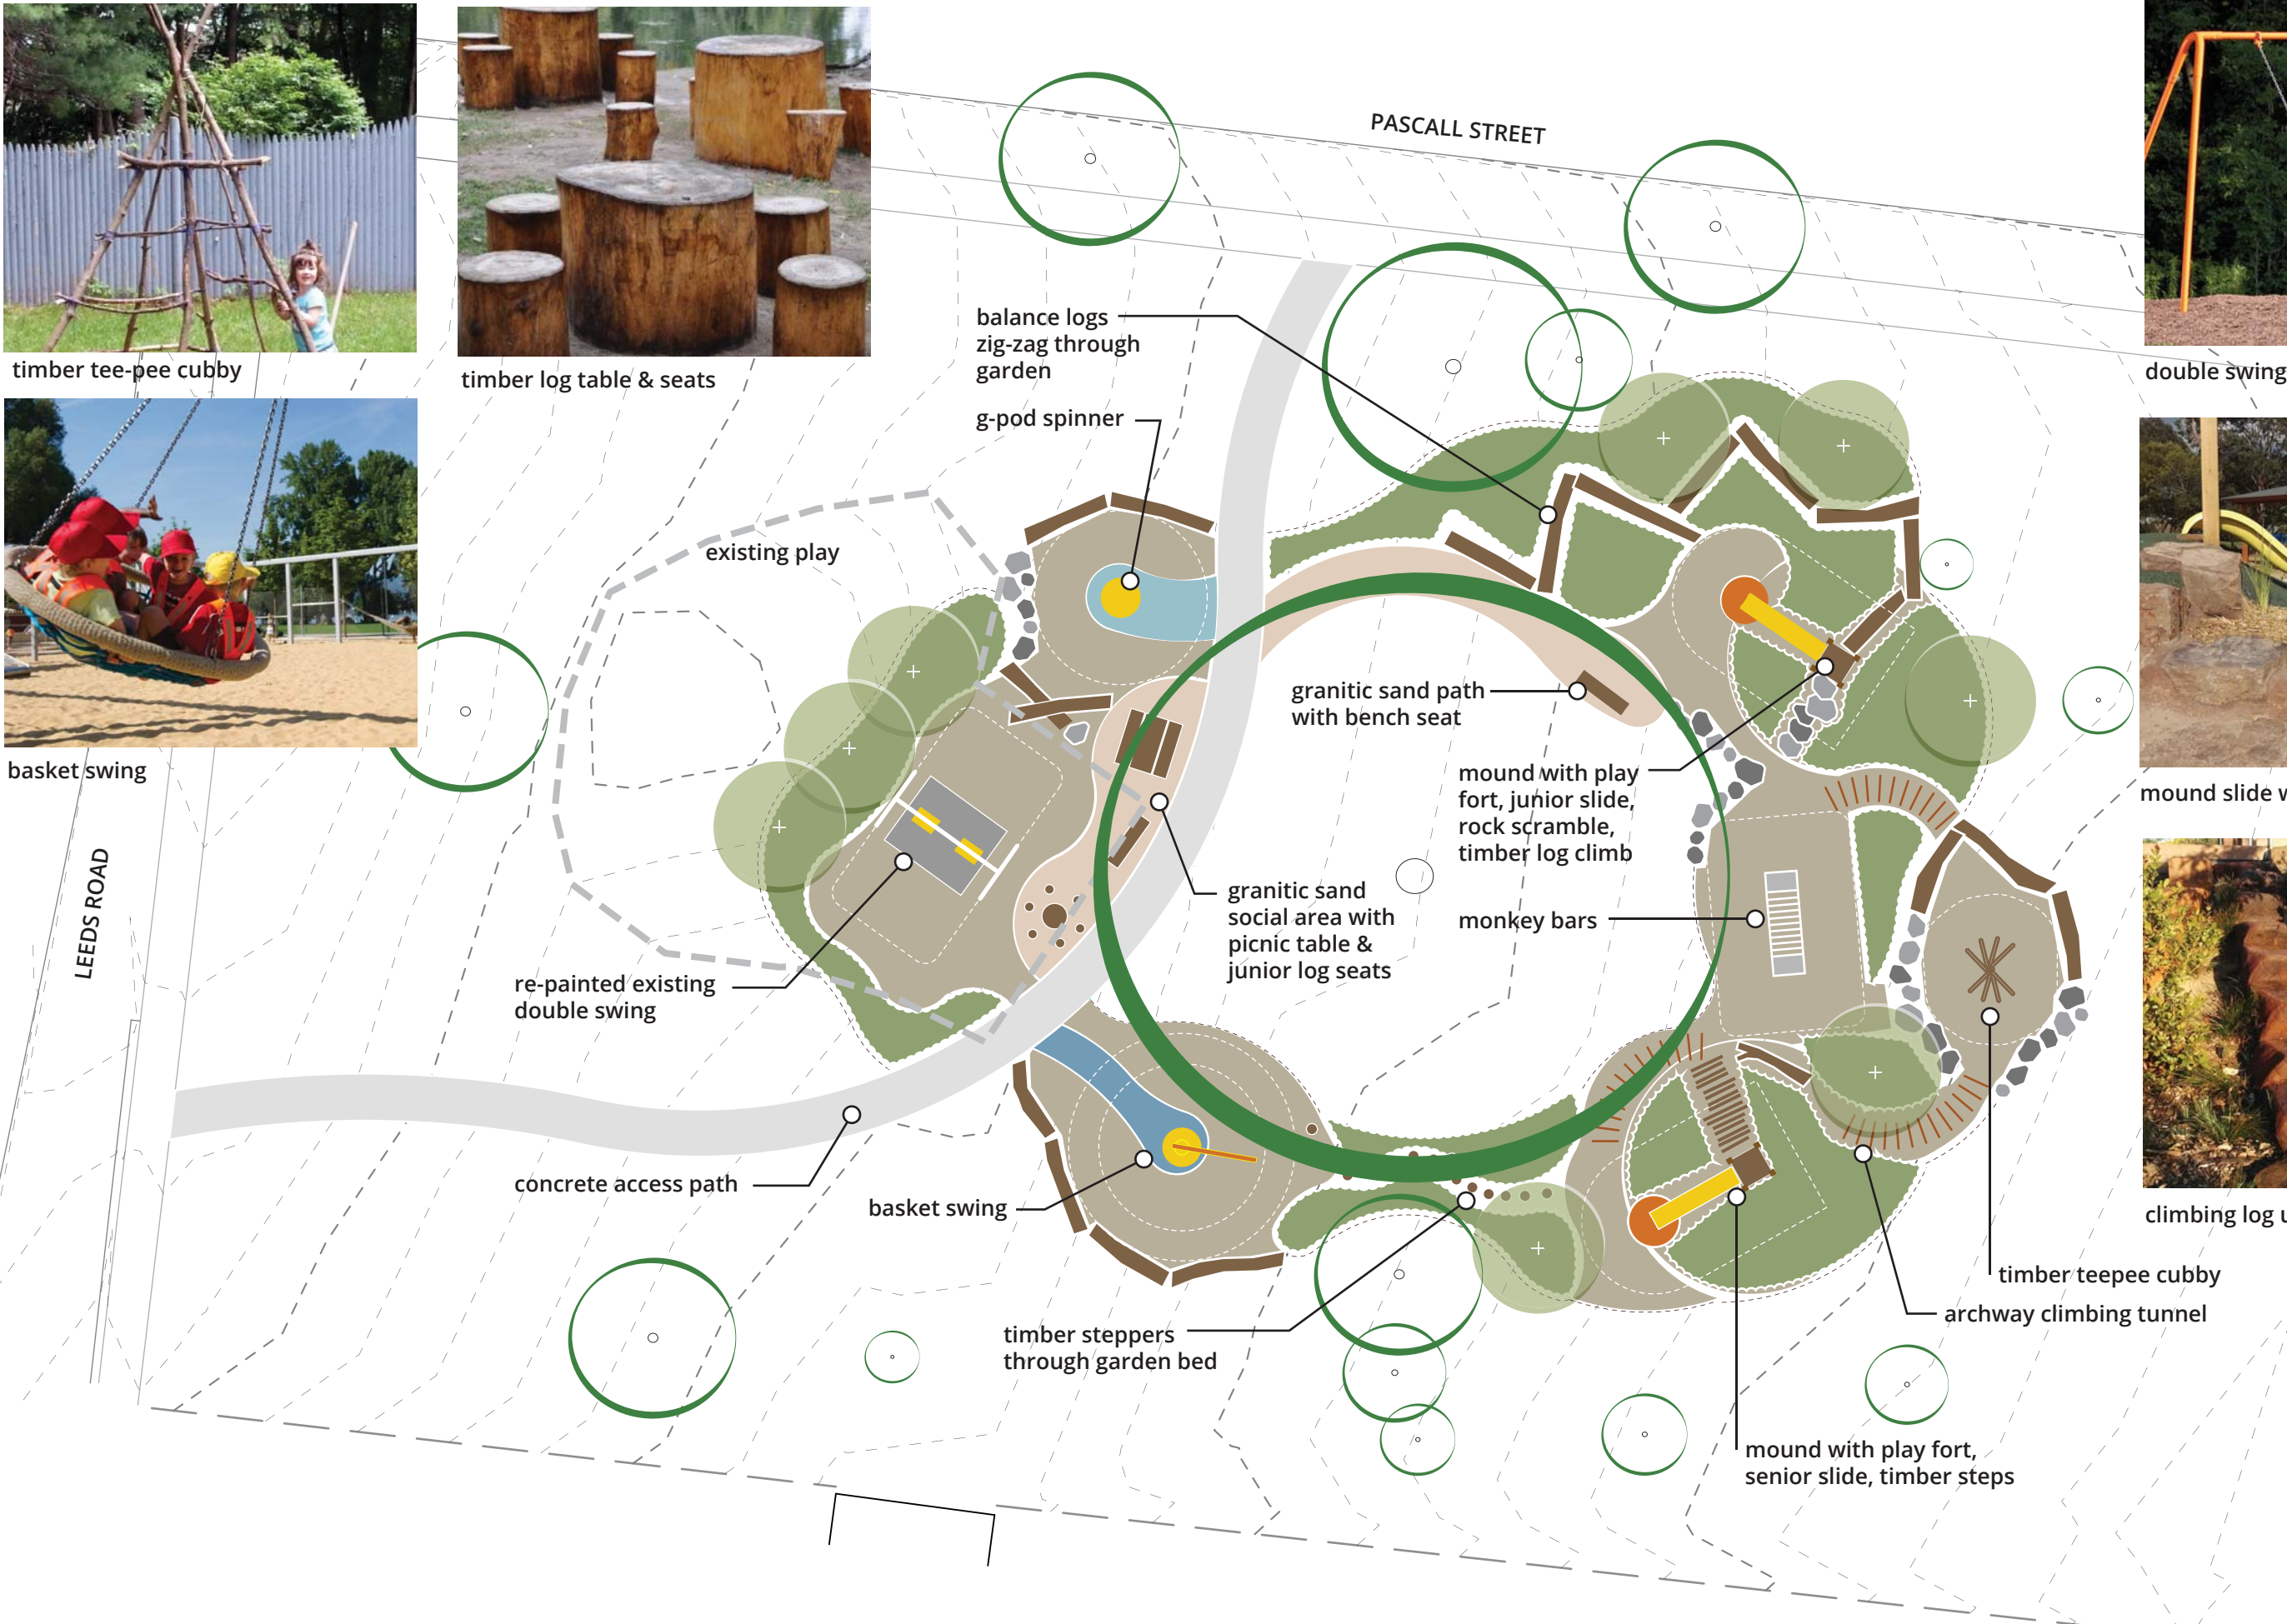 PASCALL STREET
timber tee-pee cubby
timber log table & seats
double swing
balance logs
zig-zag through
garden
g-pod spinner
existing play
basket swing
mound slide
granitic sand path
with bench seat
mound with play
fort, junior slide,
rock scramble,
timber log climb
LEEDS ROAD
granitic sand
social area with
picnic table &
junior log seats
monkey bars
re-painted existing
double swing
concrete access path
basket swing
climbing log
timber teepee cubby
archway climbing tunnel
timber steppers
through garden bed
mound with play fort,
senior slide, timber steps